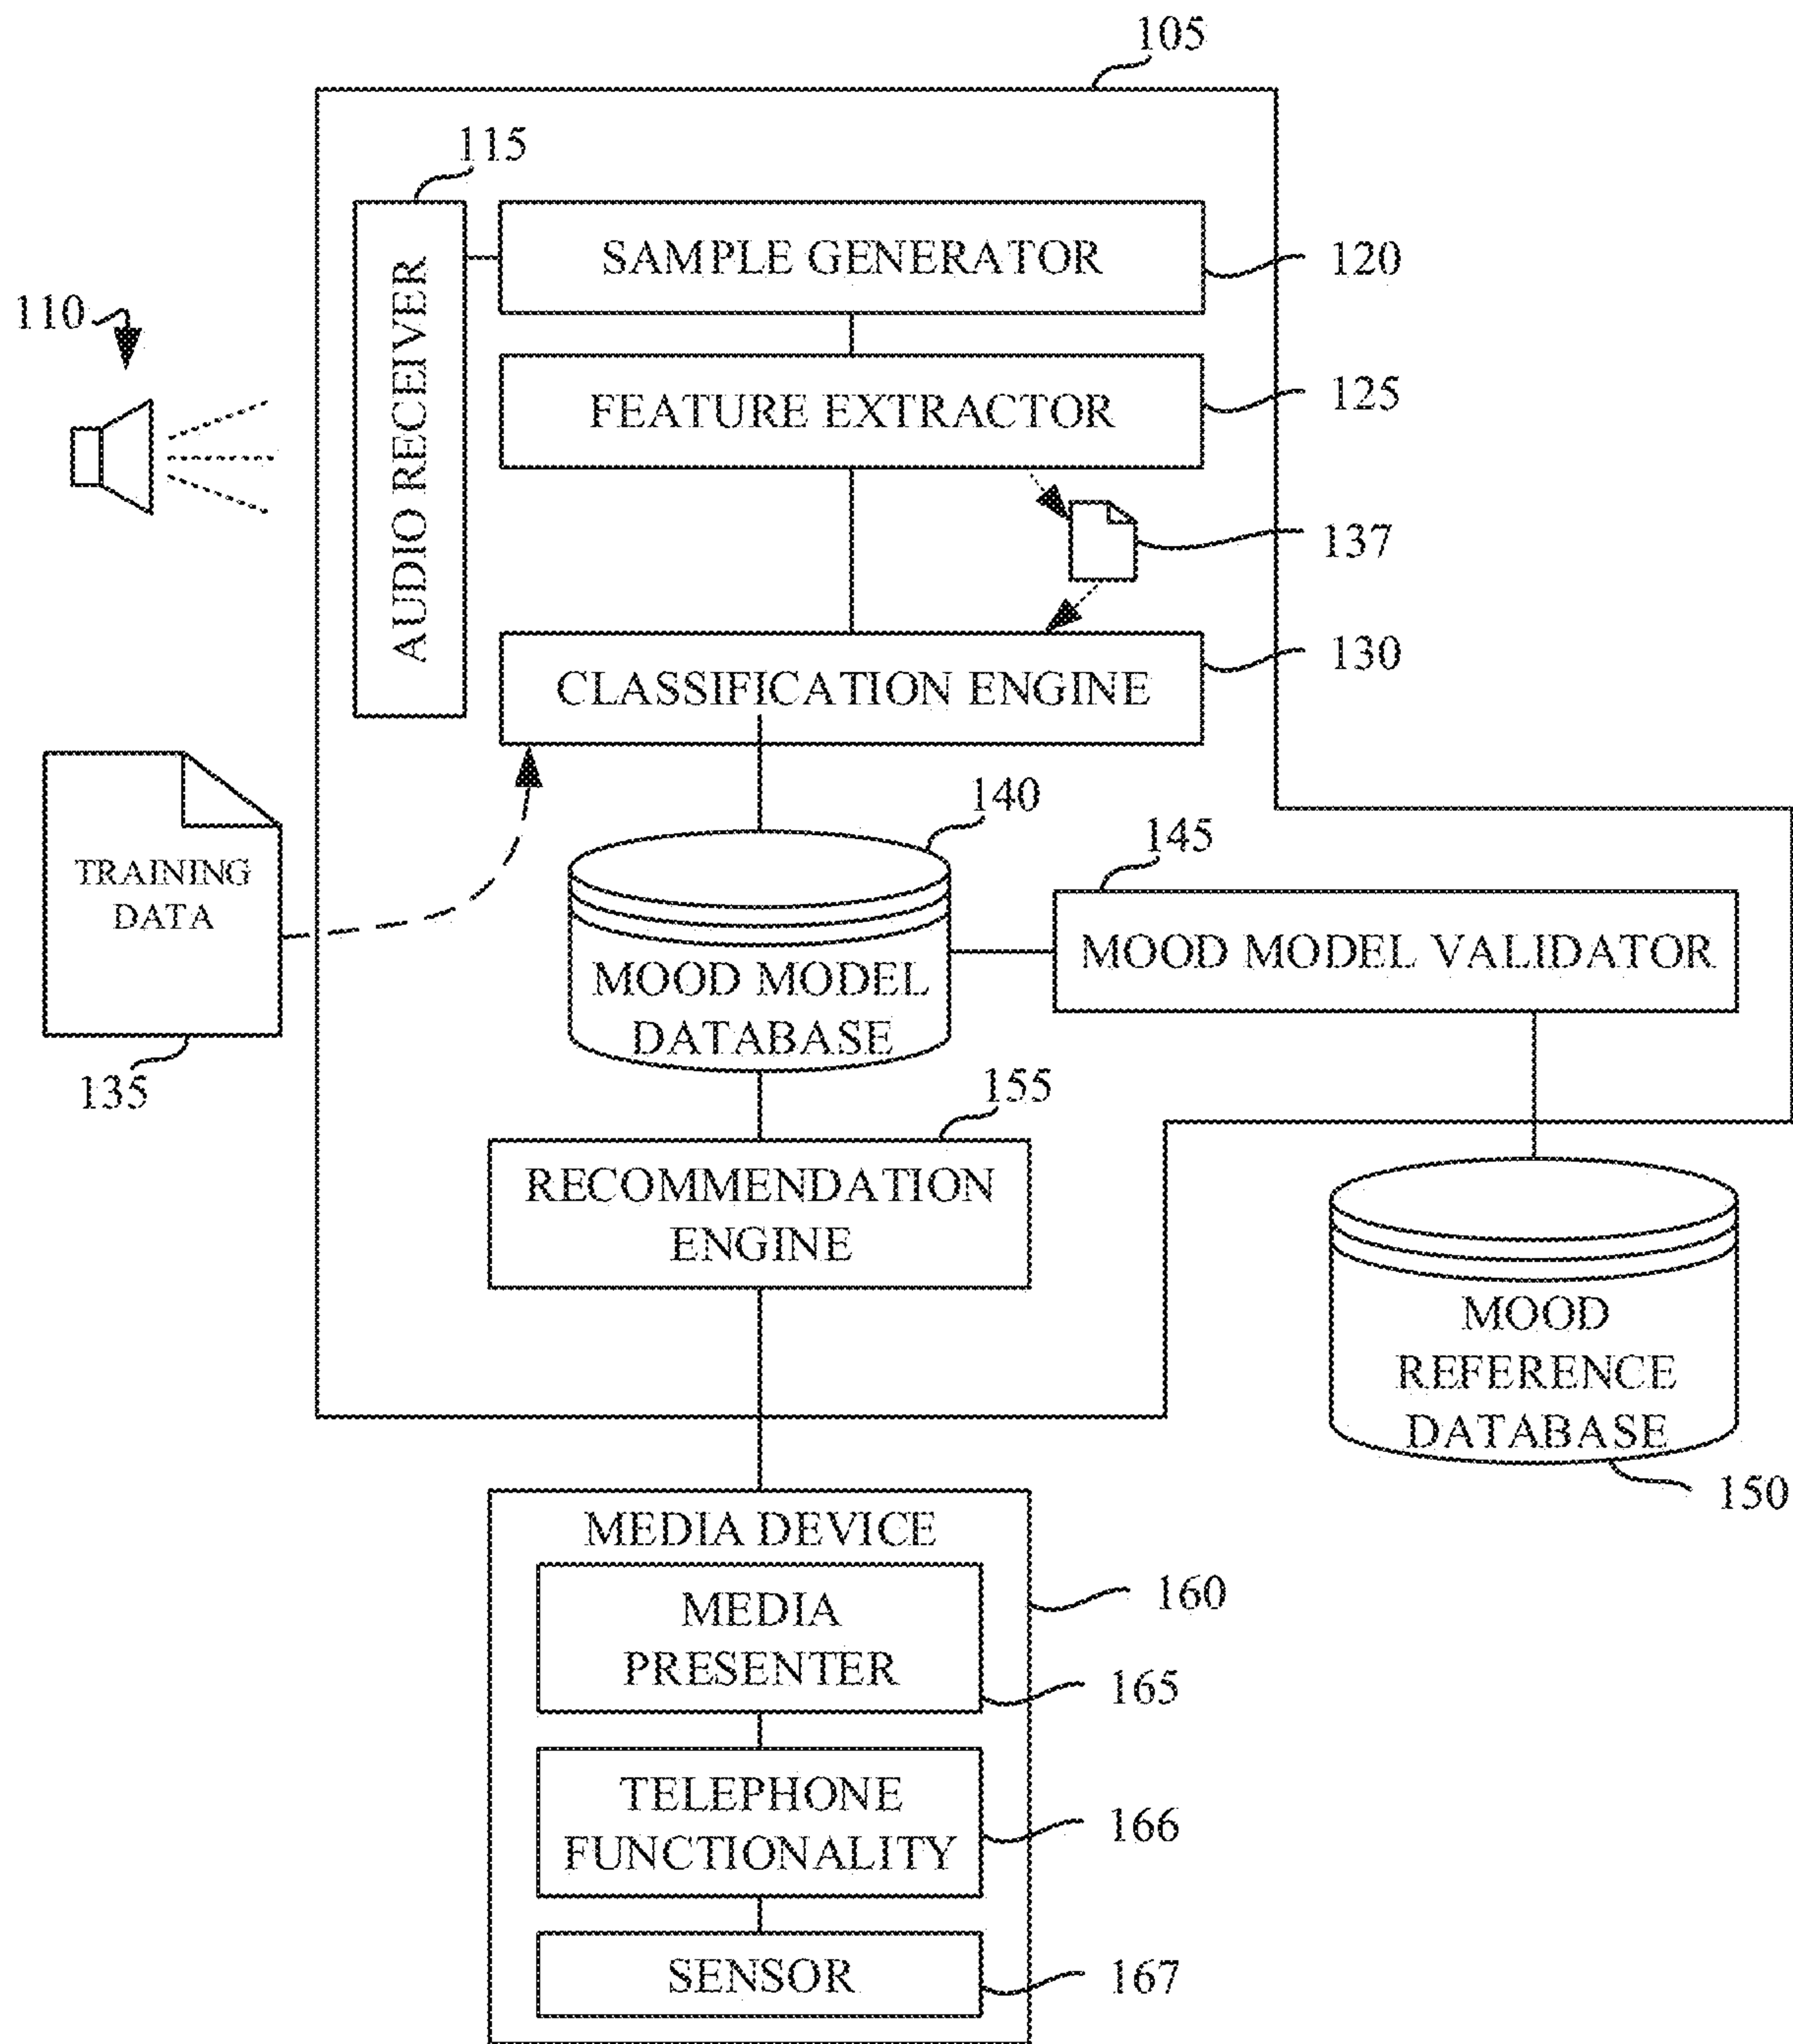 105
115
SAMPLE GENERATOR
120
AUDIO RECEIVER
110
FEATURE EXTRACTOR
125
137
CLASSIFICATION ENGINE
130
TRAINING
DATA
135
140
MOOD MODEL
DATABASE
145
MOOD MODEL VALIDATOR
155
RECOMMENDATION
ENGINE
MOOD
REFERENCE
DATABASE
150
MEDIA DEVICE
160
MEDIA
PRESENTER
165
TELEPHONE
FUNCTIONALITY
166
SENSOR
167